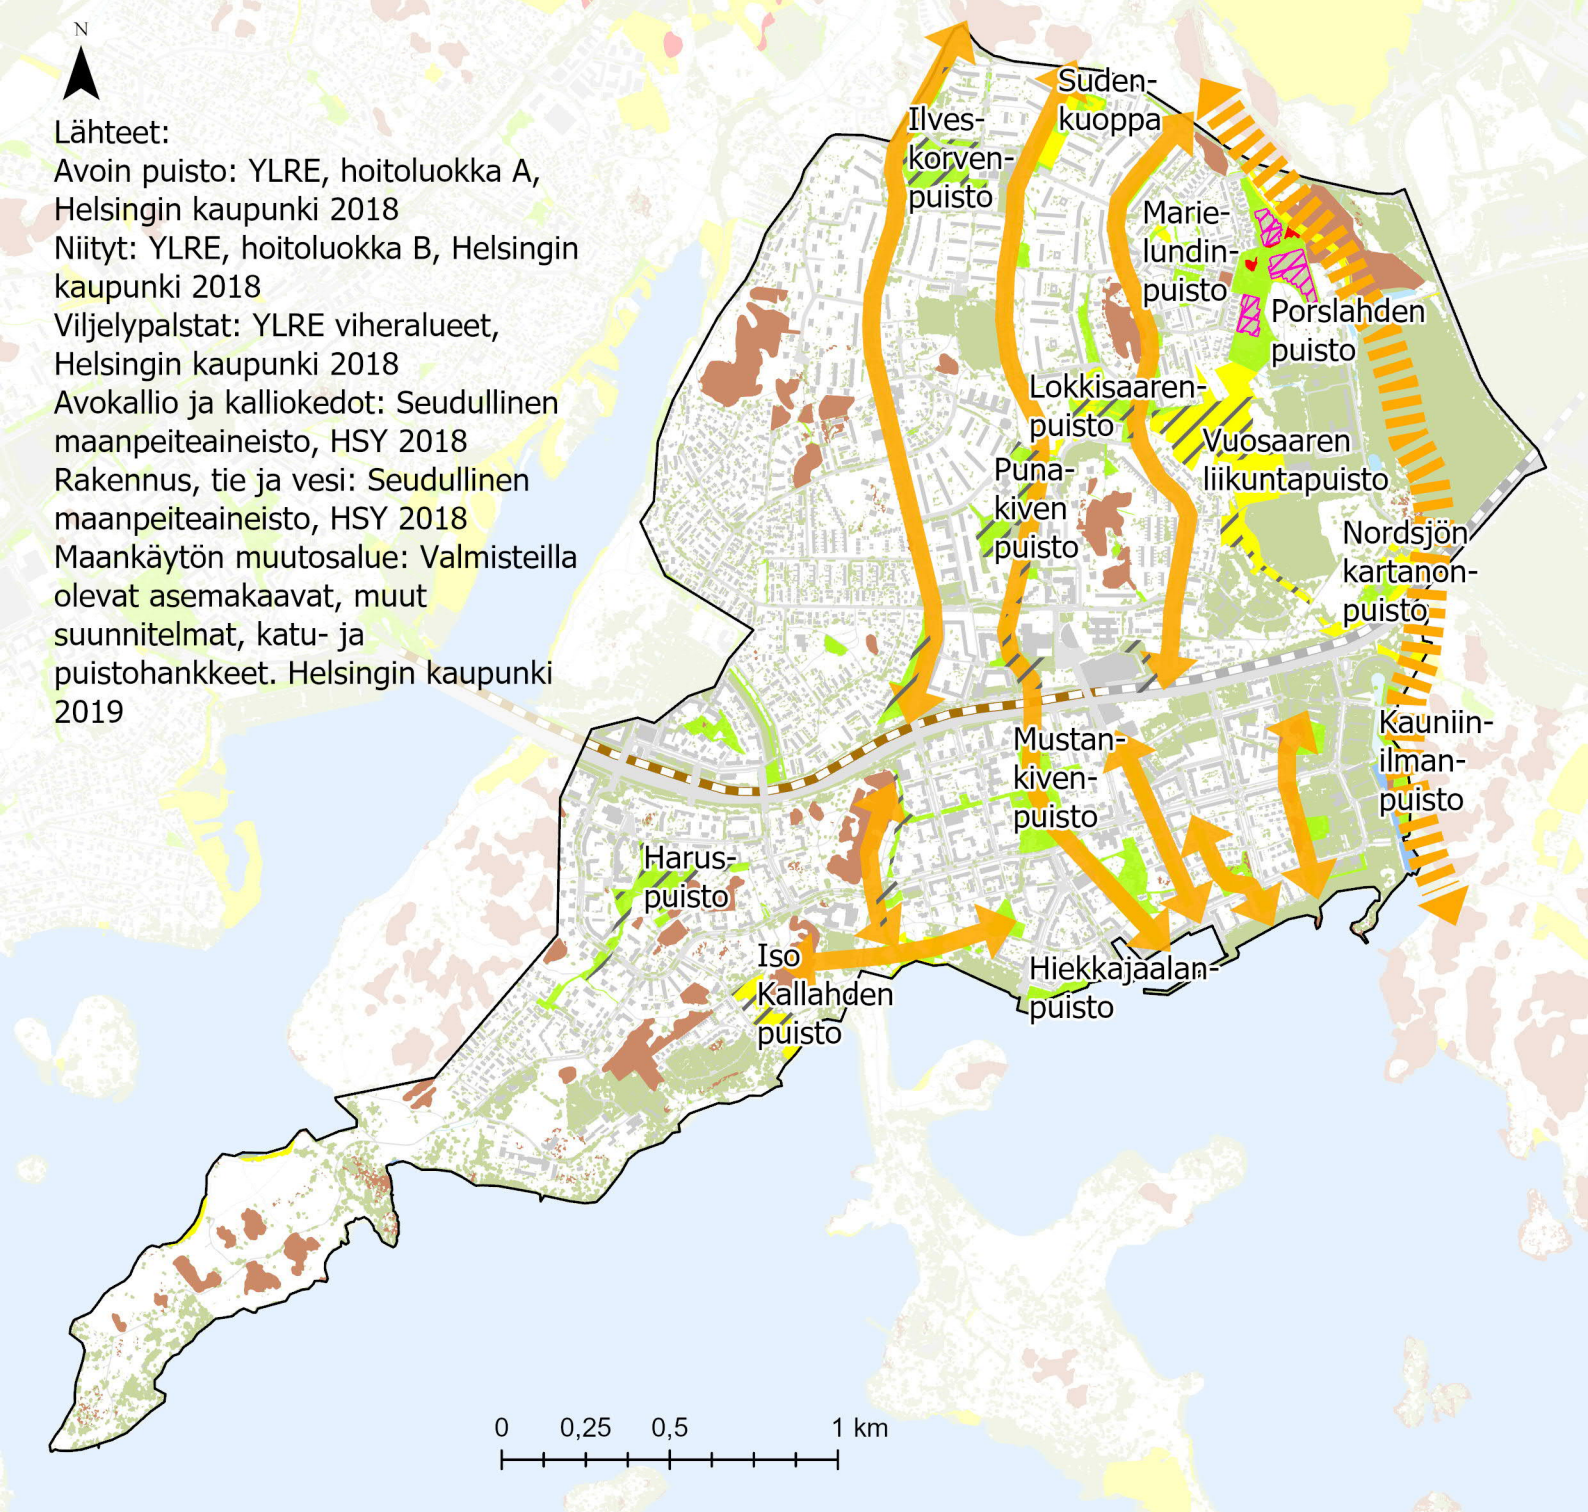 N
Lähteet:
Avoin puisto: YLRE, hoitoluokka A,
Helsingin kaupunki 2018
Niityt: YLRE, hoitoluokka B, Helsingin
kaupunki 2018
Viljelypalstat: YLRE viheralueet,
Helsingin kaupunki 2018
Avokallio ja kalliokedot: Seudullinen
maanpeiteaineisto, HSY 2018
Rakennus, tie ja vesi: Seudullinen
maanpeiteaineisto, HSY 2018
Maankäytön muutosalue: Valmisteilla
olevat asemakaavat, muut
suunnitelmat, katu- ja
puistohankkeet. Helsingin kaupunki
2019
Suden-
kuoppa
Ilves-
korven-
puisto
Marie-
lundin-
puisto
Porslahden
puisto
Lokkisaaren-
puisto
Vuosaaren
liikuntapuisto
Puna-
kiven
puisto
Nordsjön
kartanon-
puisto
Kauniin-
ilman-
puisto
Mustan-
kiven-
puisto
Harus-
puisto
Iso
Kallahden
puisto
Hiekkajaalan-
puisto
0 0,25 0,5 1 km